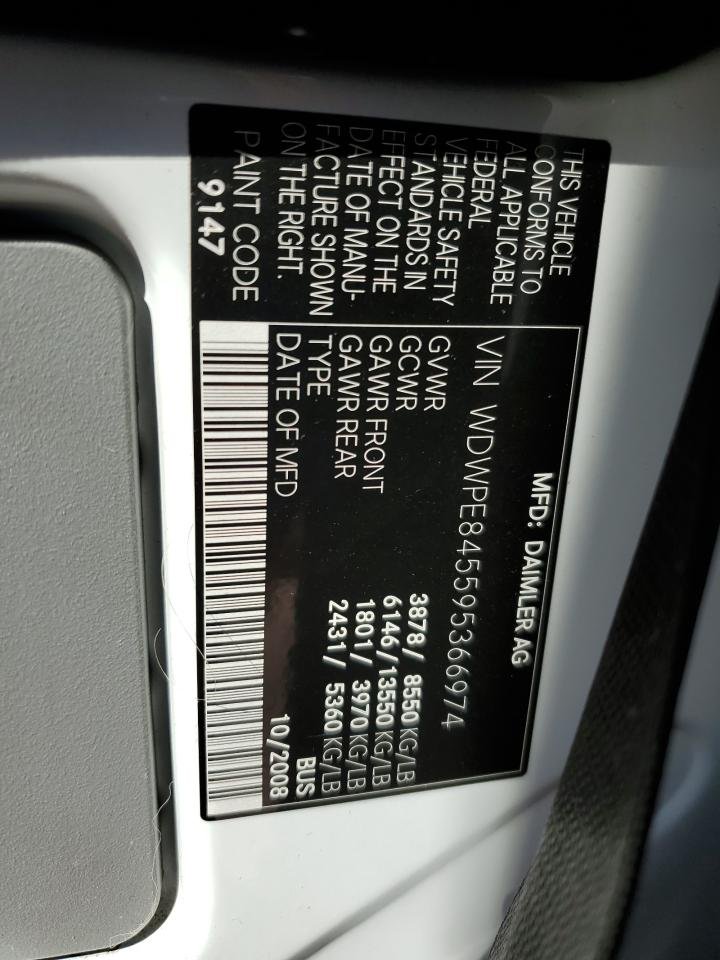 MFD: DAIMLER AG
THIS VEHICLE
CONFORMS TO
ALL APPLICABLE
FEDERAL
VEHICLE SAFETY
STANDARDS IN
EFFECT ON THE
DATE OF MANU-
FACTURE SHOWN
ON THE RIGHT.
PAINT CODE
9147
VIN WDWPE845595366974
GVWR 3878/ 8550 KG/LB
GCWR 6146/13550 KG/LB
GAWR FRONT 1801/ 3970 KG/LB
GAWR REAR 2431/ 5360 KG/LB
TYPE BUS
DATE OF MFD 10/2008